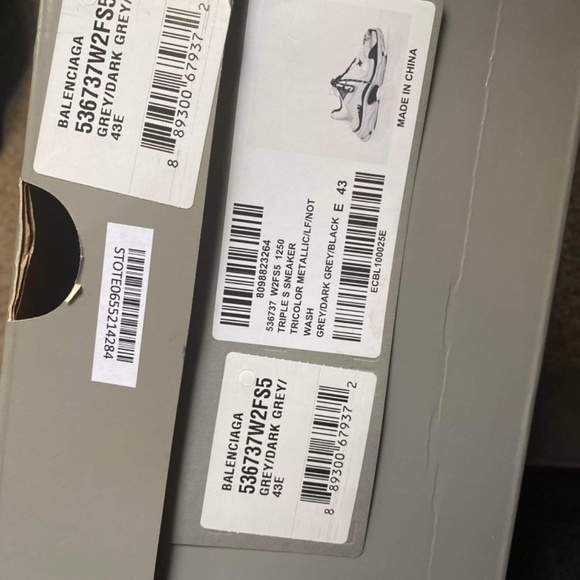 BALENCIAGA
536737W2FS5
GREY/DARK GREY/
43E
8 89300 67937 2
STOTE0655214284
MADE IN CHINA
8098823264
536737 W2FS5 1250
TRIPLE S SNEAKER
TRICOLOR METALLIC/LF/NOT
WASH
GREY/DARK GREY/BLACK E 43
ECBL100025E
BALENCIAGA
536737W2FS5
GREY/DARK GREY/
43E
8 89300 67937 2